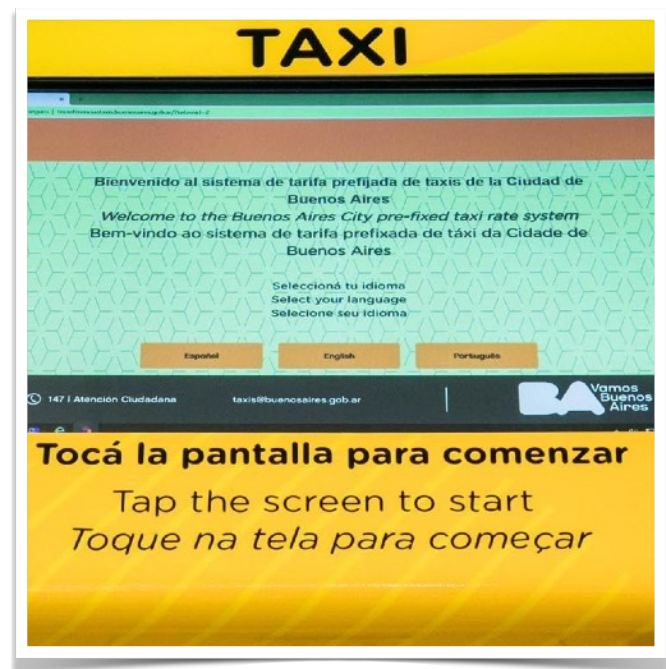 TAXI
Bienvenido al sistema de tarifa prefijada de taxis de la Ciudad de
Buenos Aires
Welcome to the Buenos Aires City pre-fixed taxi rate system
Bem-vindo ao sistema de tarifa prefixada de táxi da Cidade de
Buenos Aires
Seleccioná tu idioma
Select your language
Selecione seu idioma
Español English Português
147 | Atención Ciudadana taxis@buenosaires.gob.ar BA Vamos
Buenos
Aires
Tocá la pantalla para comenzar
Tap the screen to start
Toque na tela para começar